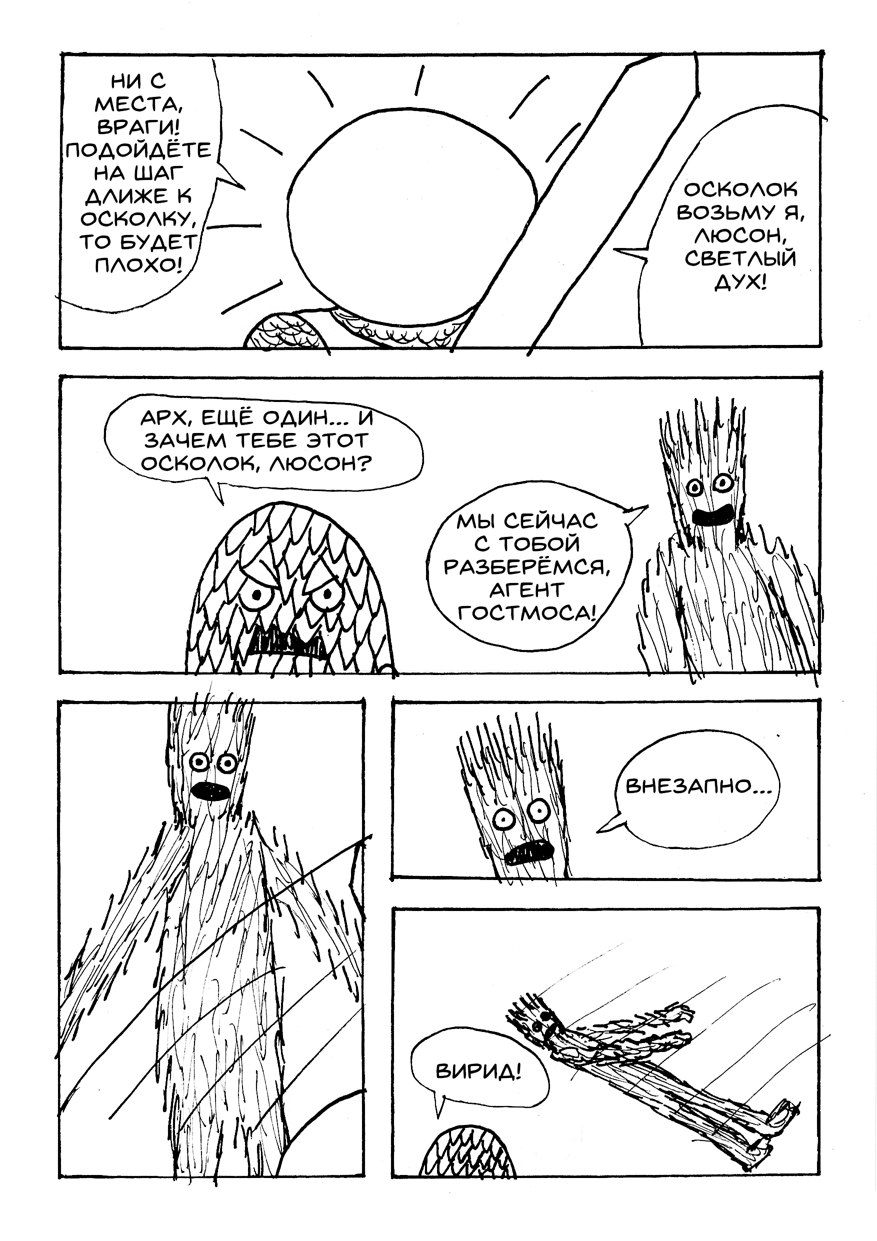 НИ С
МЕСТА,
ВРАГИ!
ПОДОЙДЁТЕ
НА ШАГ
ДЛИЖЕ К
ОСКОЛКУ,
ТО БУДЕТ
ПЛОХО!
ОСКОЛОК
ВОЗЬМУ Я,
ЛЮСОН,
СВЕТЛЫЙ
ДУХ!
АРХ, ЕЩЁ ОДИН... И
ЗАЧЕМ ТЕБЕ ЭТОТ
ОСКОЛОК, ЛЮСОН?
МЫ СЕЙЧАС
С ТОБОЙ
РАЗБЕРЁМСЯ,
АГЕНТ
ГОСТМОСА!
ВНЕЗАПНО...
ВИРИД!